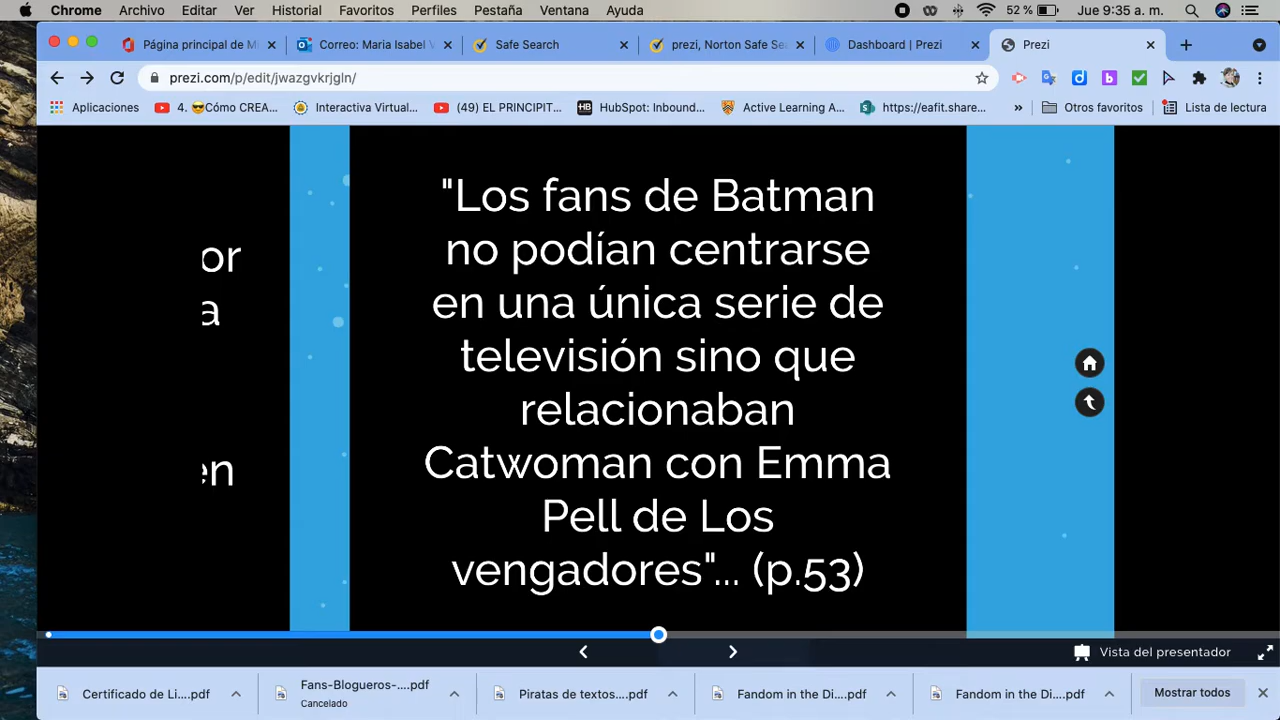 Chrome Archivo Editar Ver Historial Favoritos Perfiles Pestaña Ventana Ayuda 52 % Jue 9:35 a. m.
Página principal de M Correo: Maria Isabel V Safe Search prezi, Norton Safe Se Dashboard | Prezi Prezi
prezi.com/p/edit/jwazgvkrjgln/
Aplicaciones 4. 😎Cómo CREA... Interactiva Virtual... (49) EL PRINCIPIT... HubSpot: Inbound... Active Learning A... https://eafit.share... » Otros favoritos Lista de lectura
or
a
en
"Los fans de Batman
no podían centrarse
en una única serie de
televisión sino que
relacionaban
Catwoman con Emma
Pell de Los
vengadores"... (p.53)
Vista del presentador
Certificado de Li....pdf Fans-Blogueros-....pdf Piratas de textos....pdf Fandom in the Di....pdf Fandom in the Di....pdf Mostrar todos
Cancelado